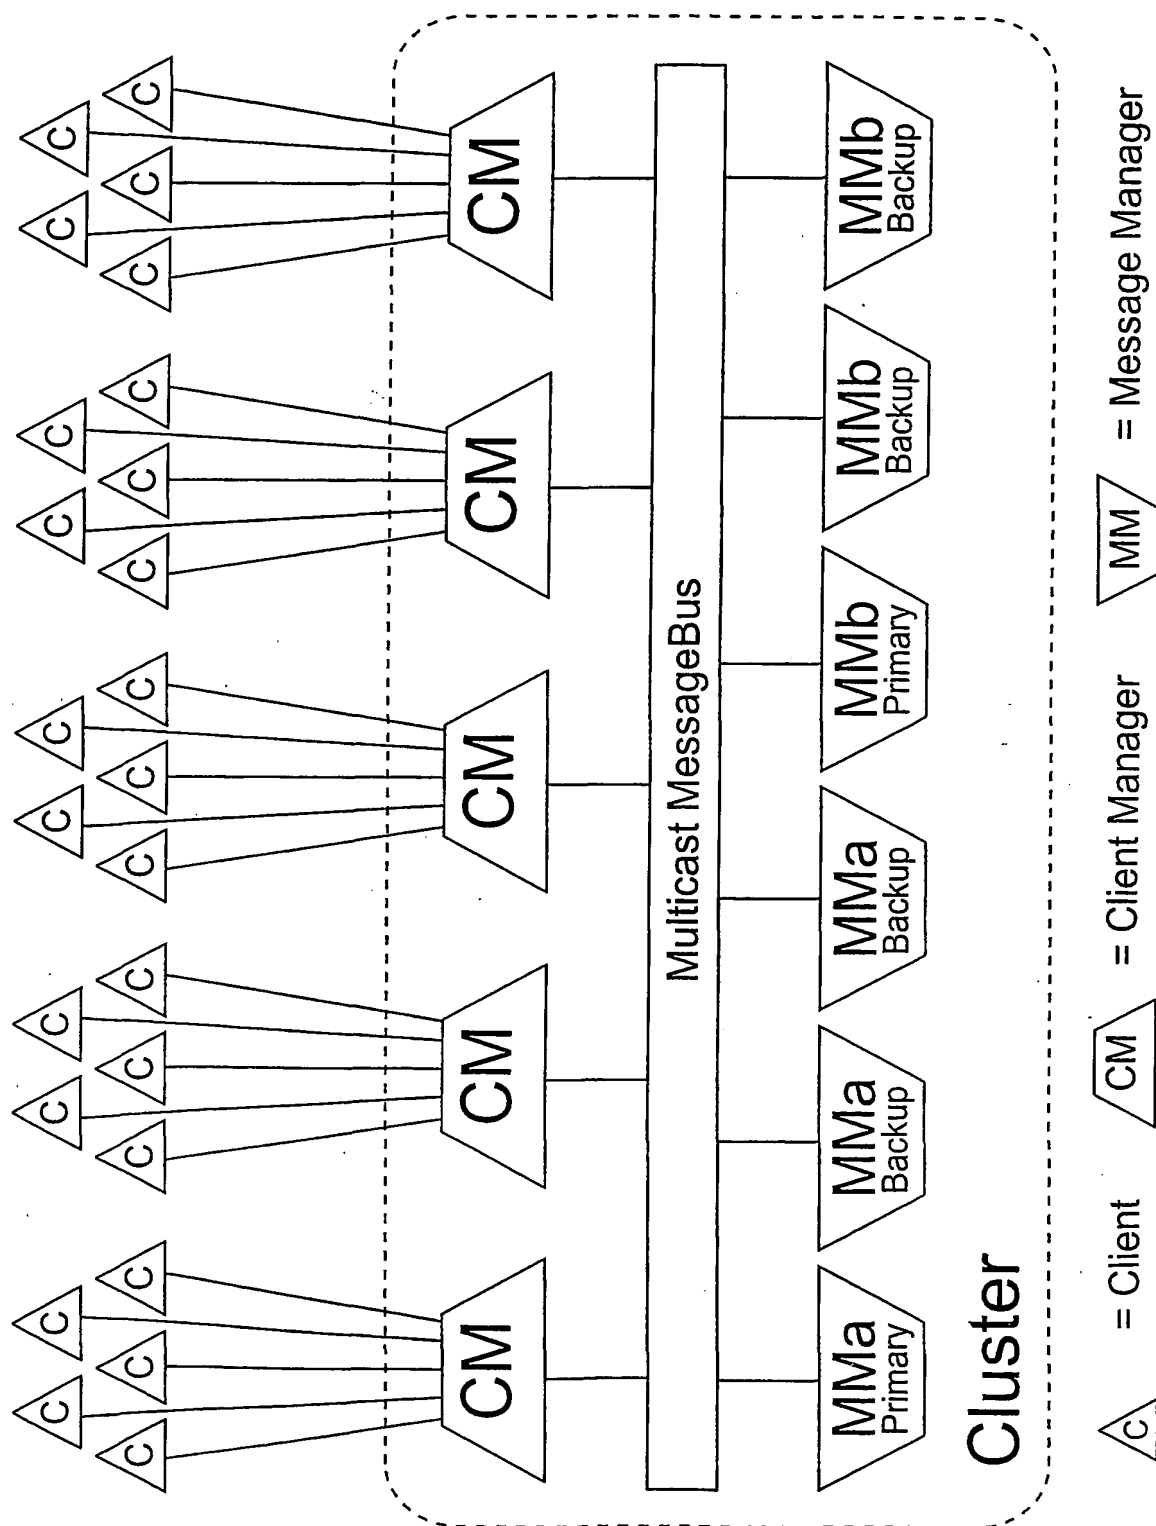 C C C C C C C C C C
C C C C C C C C C C C C C C C
CM CM CM CM CM
Multicast MessageBus
MMa MMa MMa MMb MMb MMb
Primary Backup Backup Primary Backup Backup
Cluster
C = Client CM = Client Manager MM = Message Manager